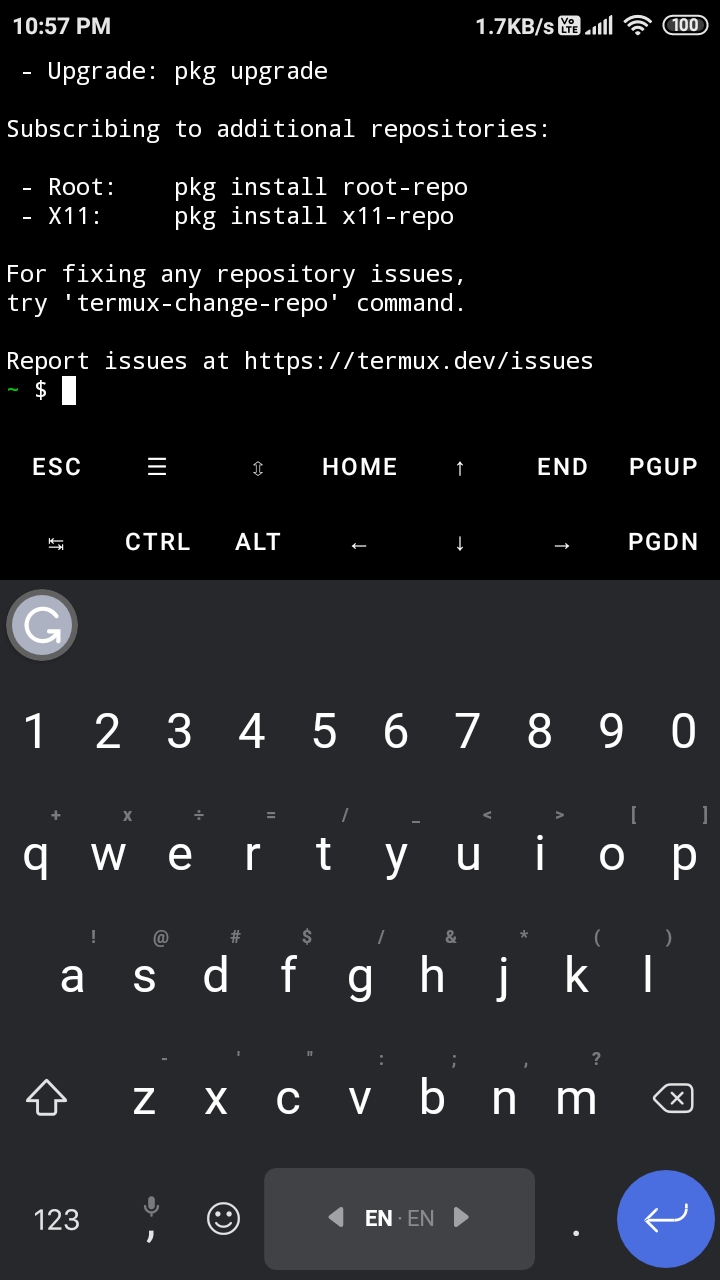 10:57 PM 1.7KB/s Vo LTE 100
- Upgrade: pkg upgrade
Subscribing to additional repositories:
- Root: pkg install root-repo
- X11: pkg install x11-repo
For fixing any repository issues,
try 'termux-change-repo' command.
Report issues at https://termux.dev/issues
~ $
ESC ☰ ⇳ HOME ↑ END PGUP
↹ CTRL ALT ← ↓ → PGDN
1 2 3 4 5 6 7 8 9 0
+ x ÷ = / _ < > [ ]
q w e r t y u i o p
! @ # $ / & * ( )
a s d f g h j k l
- ' " : ; , ?
z x c v b n m
123 , EN · EN .